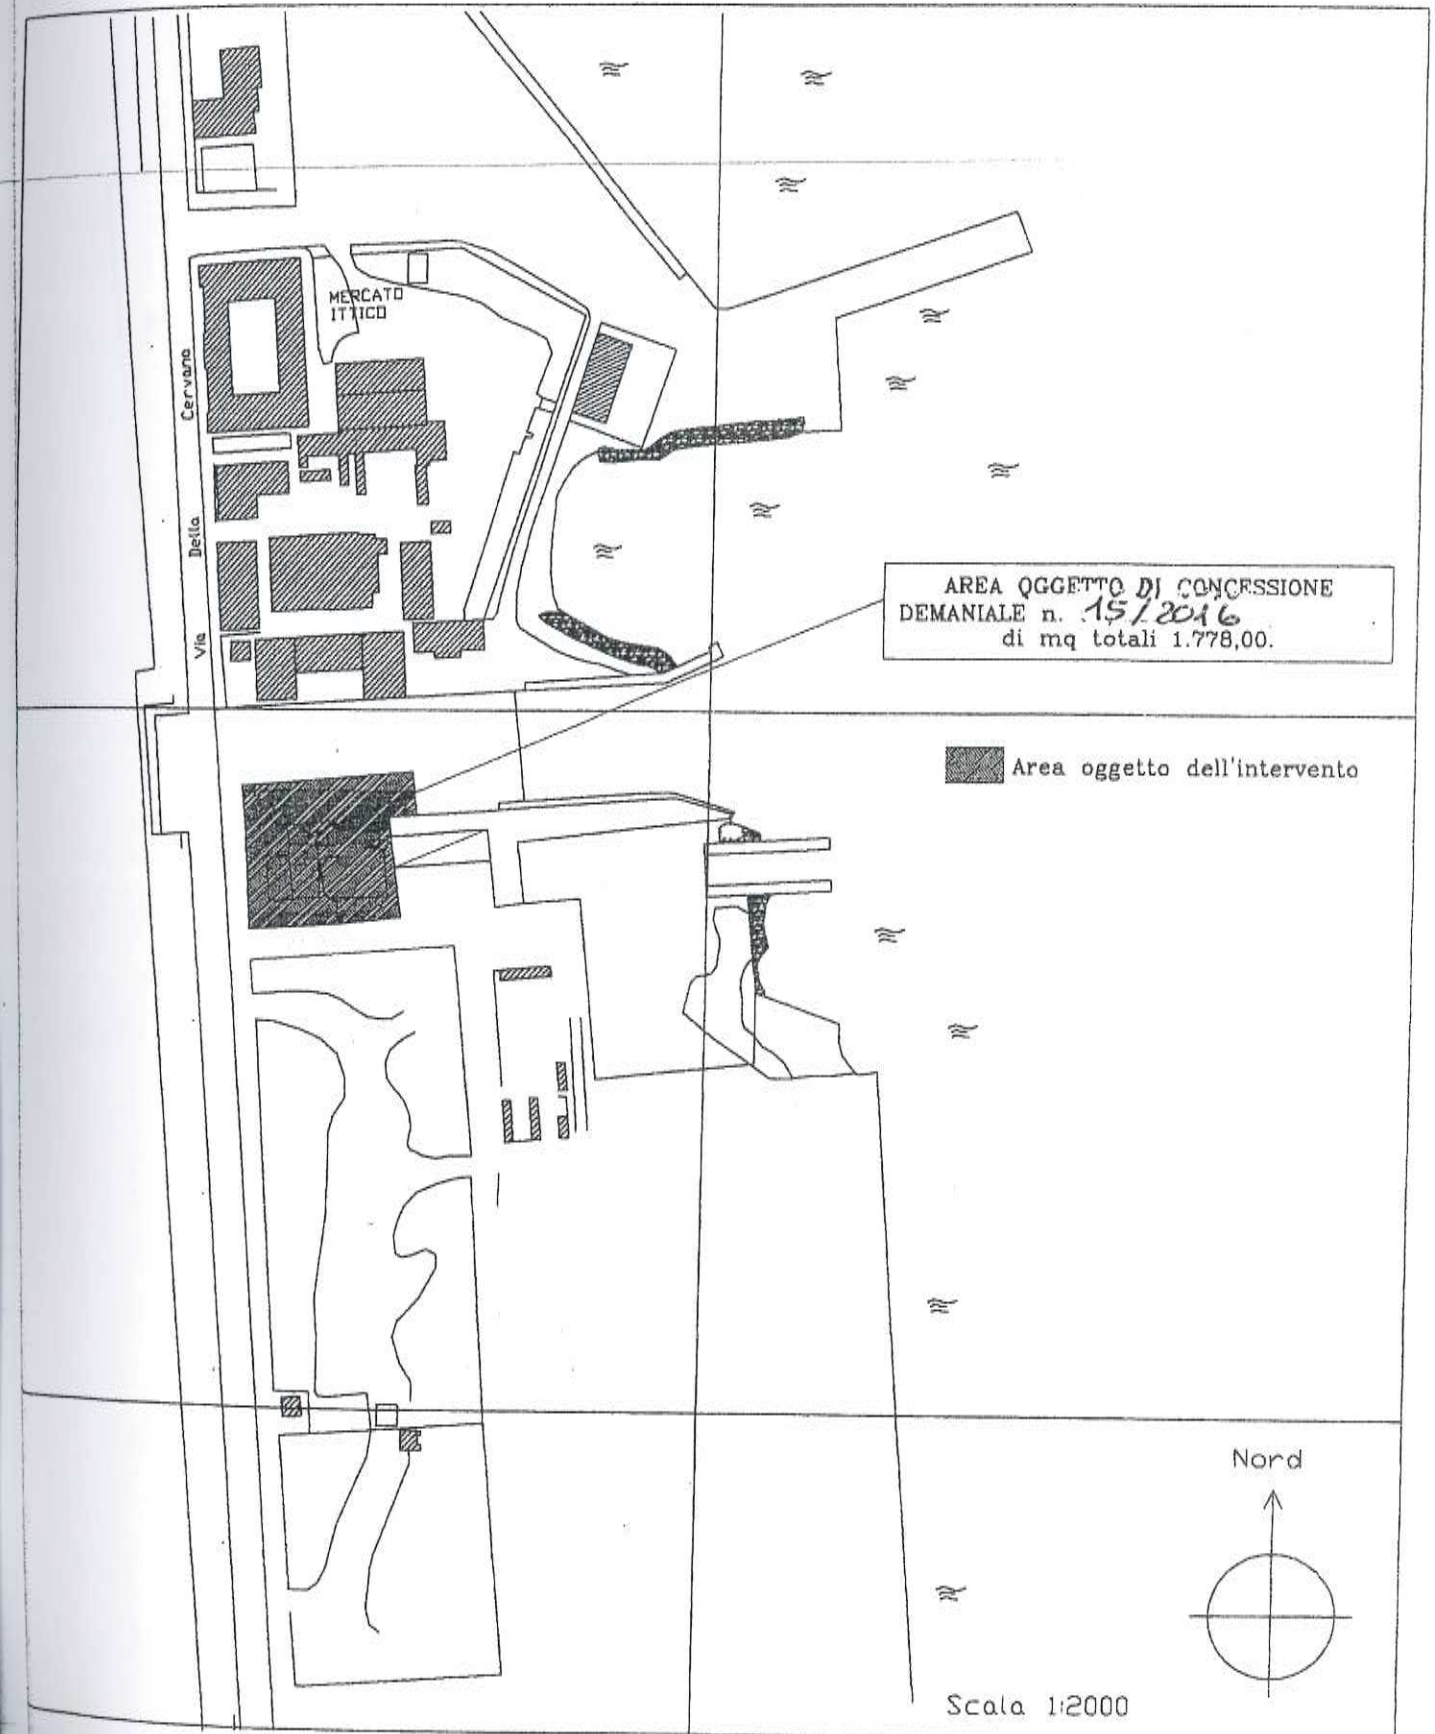 MERCATO
ITTICO
Via Della Cervana
AREA OGGETTO DI CONCESSIONE
DEMANIALE n. 15/2016
di mq totali 1.778,00.
Area oggetto dell'intervento
Nord
Scala 1:2000